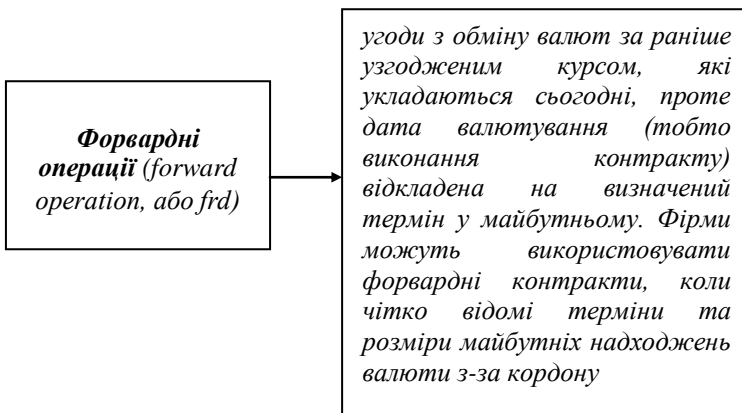 Форвардні
операції (forward
operation, або frd)
угоди з обміну валют за раніше
узгодженим курсом, які
укладаються сьогодні, проте
дата валютування (тобто
виконання контракту)
відкладена на визначений
термін у майбутньому. Фірми
можуть використовувати
форвардні контракти, коли
чітко відомі терміни та
розміри майбутніх надходжень
валюти з-за кордону